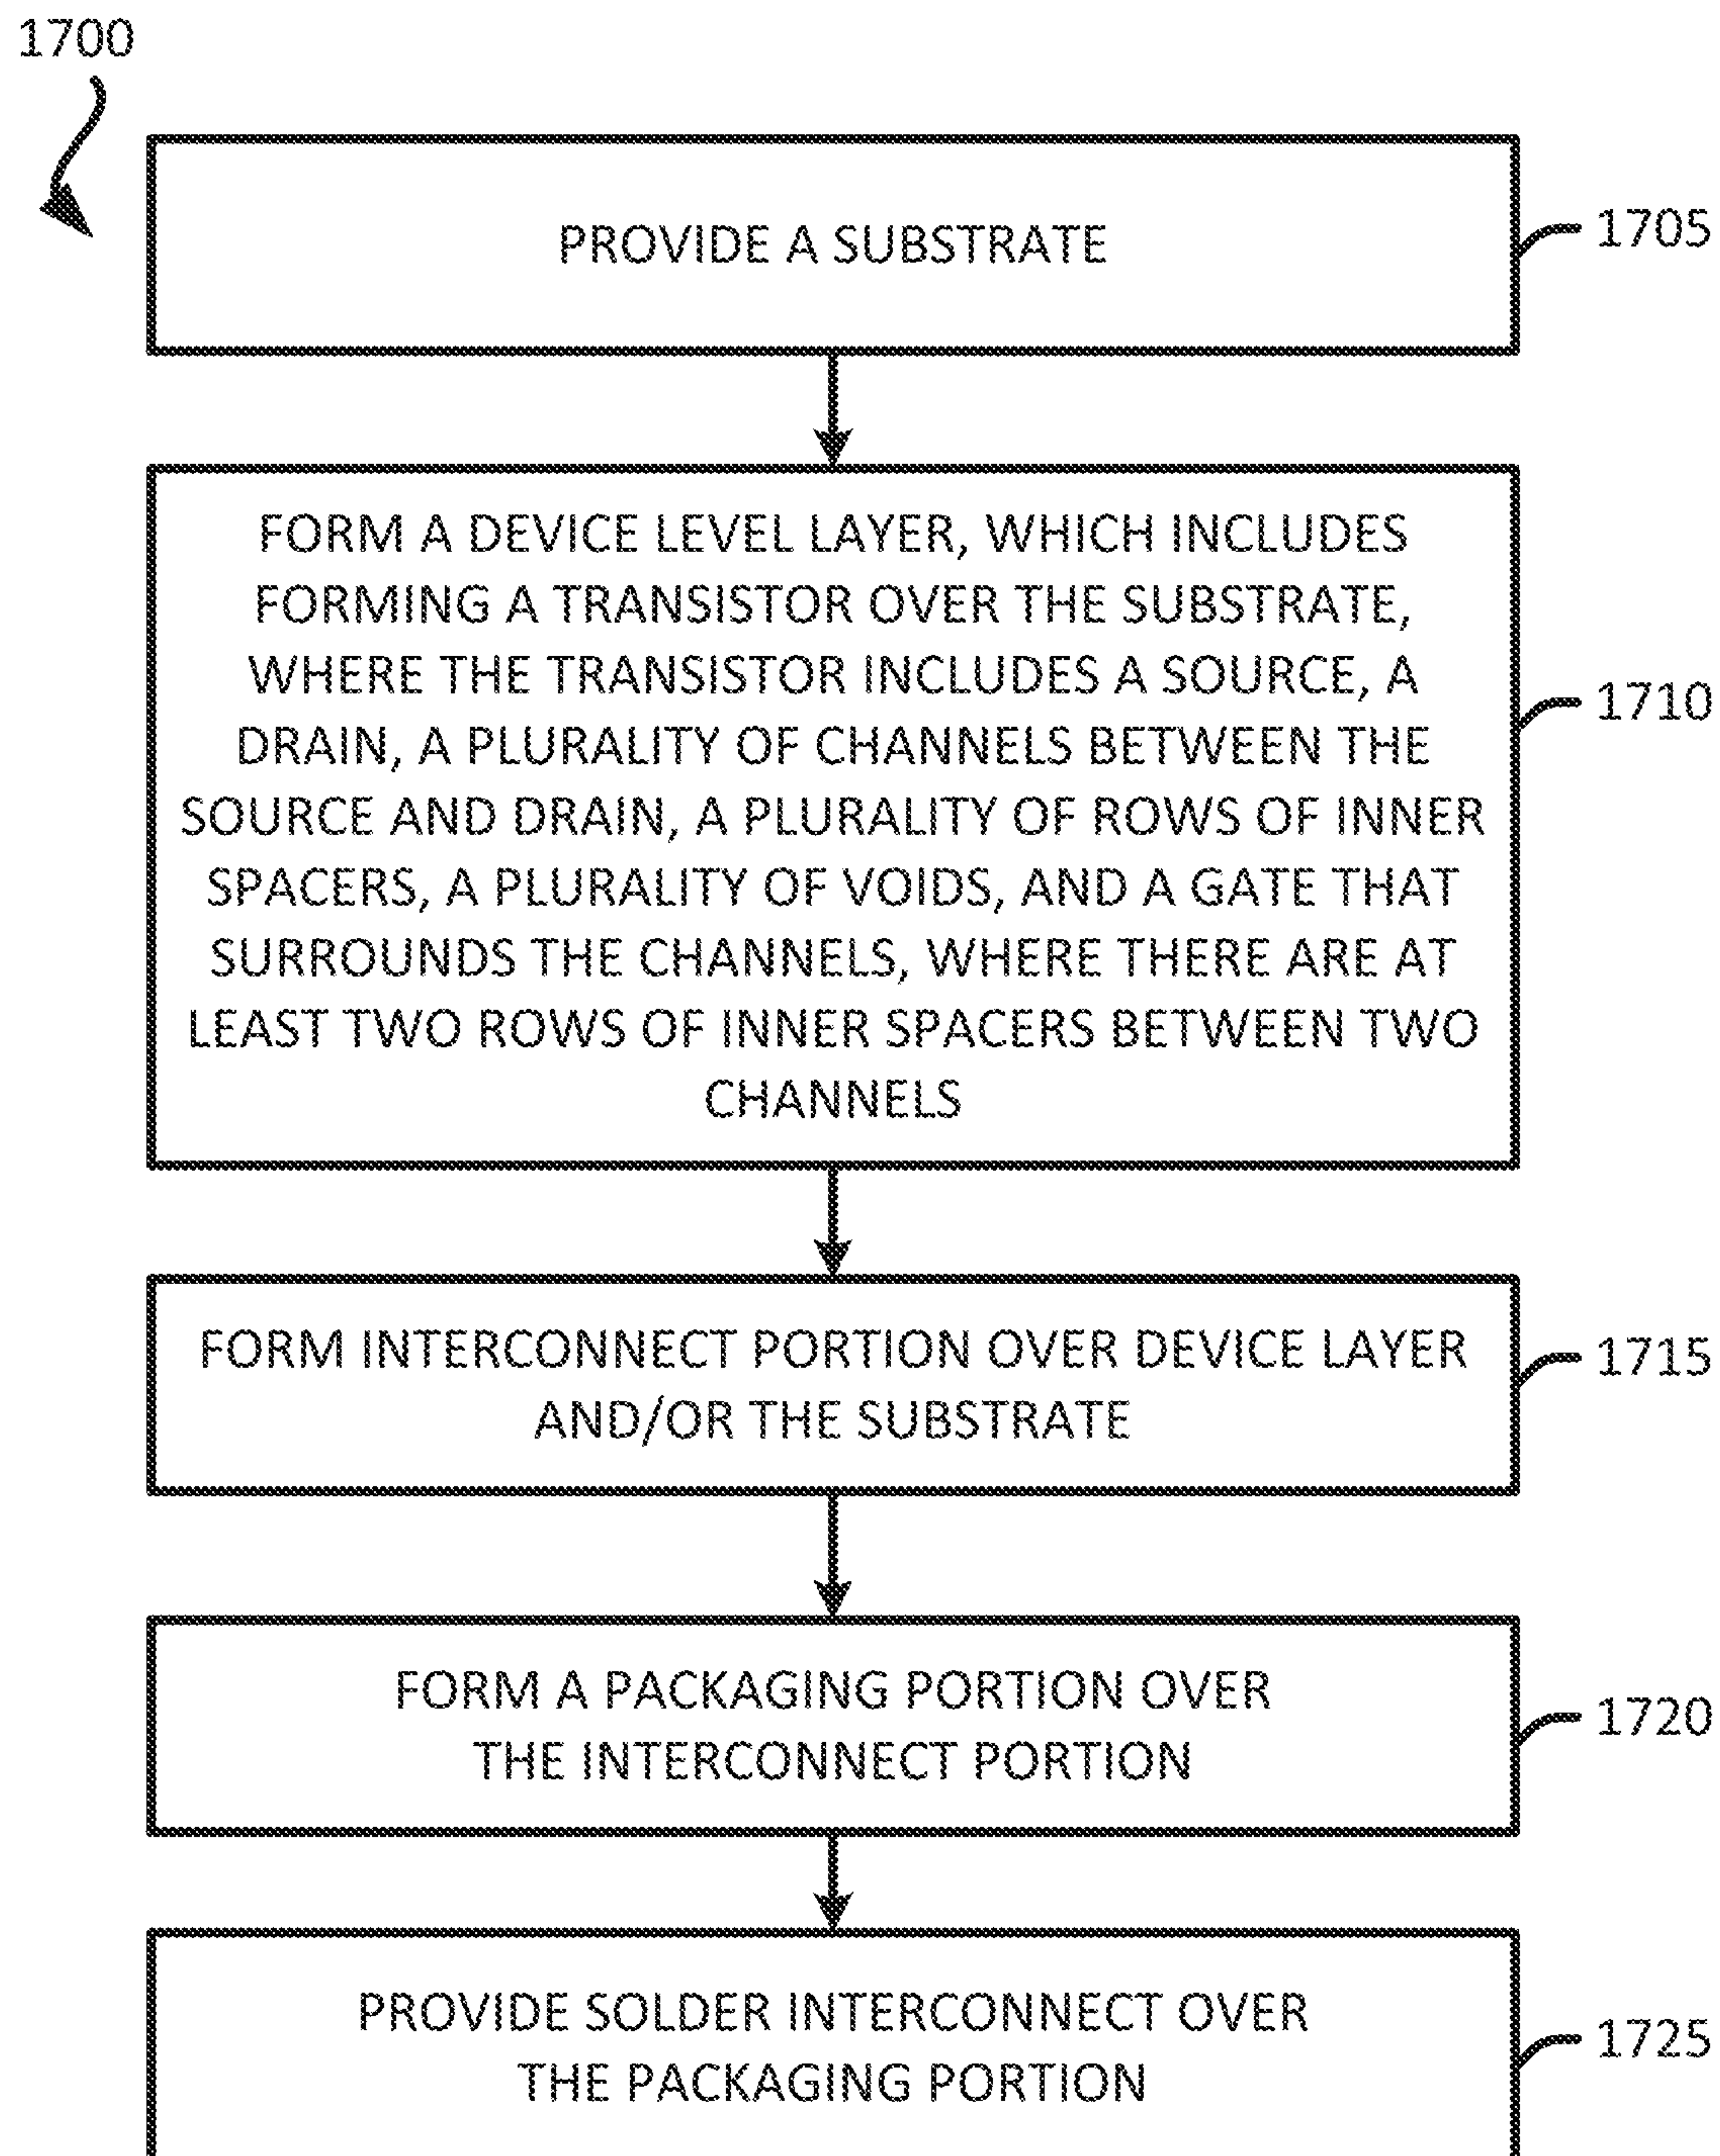 1700
PROVIDE A SUBSTRATE
1705
FORM A DEVICE LEVEL LAYER, WHICH INCLUDES
FORMING A TRANSISTOR OVER THE SUBSTRATE,
WHERE THE TRANSISTOR INCLUDES A SOURCE, A
DRAIN, A PLURALITY OF CHANNELS BETWEEN THE
SOURCE AND DRAIN, A PLURALITY OF ROWS OF INNER
SPACERS, A PLURALITY OF VOIDS, AND A GATE THAT
SURROUNDS THE CHANNELS, WHERE THERE ARE AT
LEAST TWO ROWS OF INNER SPACERS BETWEEN TWO
CHANNELS
1710
FORM INTERCONNECT PORTION OVER DEVICE LAYER
AND/OR THE SUBSTRATE
1715
FORM A PACKAGING PORTION OVER
THE INTERCONNECT PORTION
1720
PROVIDE SOLDER INTERCONNECT OVER
THE PACKAGING PORTION
1725